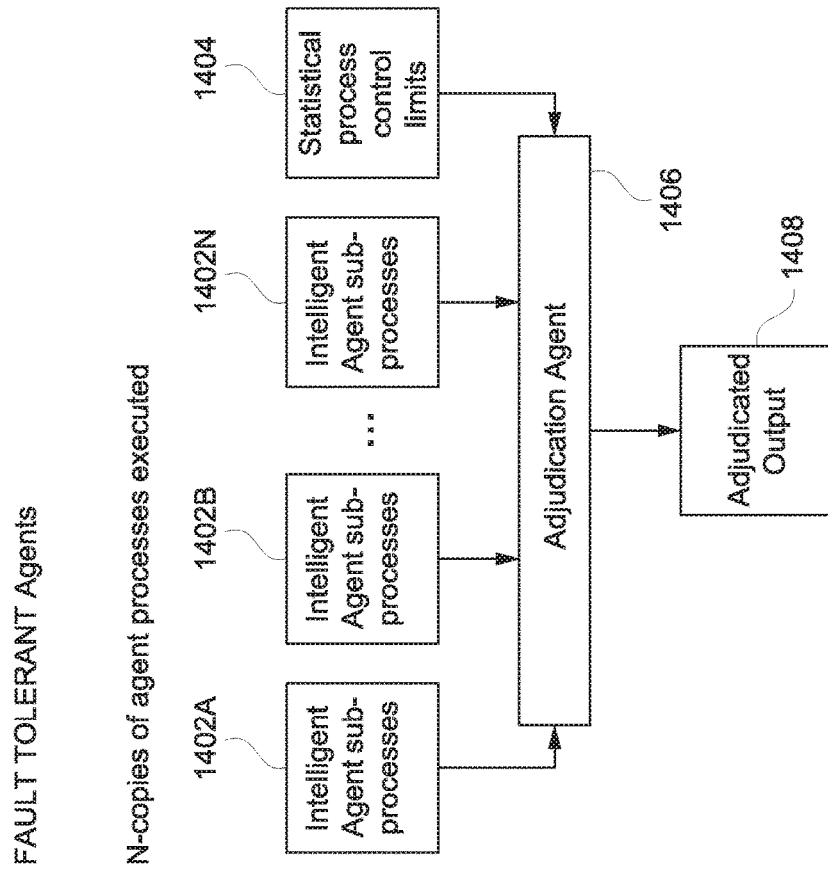 FAULT TOLERANT Agents
N-copies of agent processes executed
1402A
1402B
1402N
1404
Intelligent
Agent sub-
processes
Intelligent
Agent sub-
processes
...
Intelligent
Agent sub-
processes
Statistical
process
control
limits
Adjudication Agent
1406
Adjudicated
Output
1408